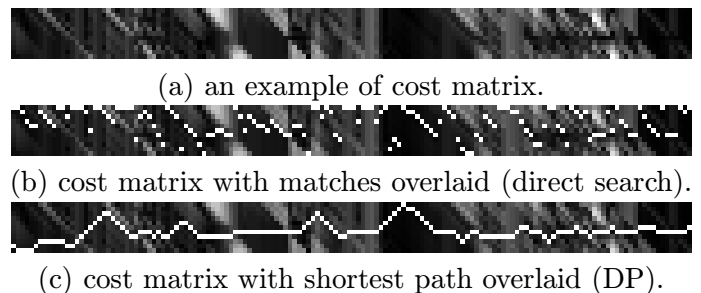 (a) an example of cost matrix.
(b) cost matrix with matches overlaid (direct search).
(c) cost matrix with shortest path overlaid (DP).